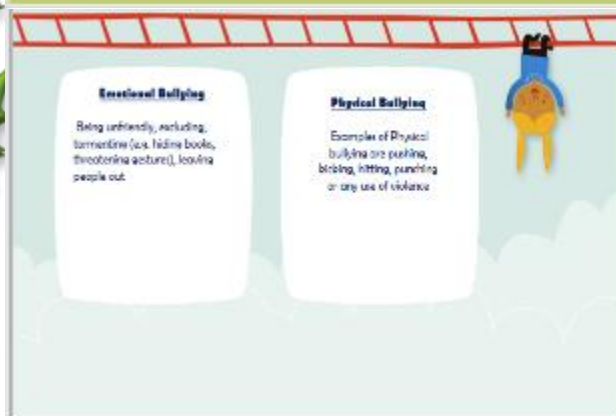 Emotional Bullying
Being unfriendly, excluding,
tormenting (e.g. hiding books,
threatening gestures), leaving
people out
Physical Bullying
Examples of Physical
bullying are pushing,
kicking, hitting, punching
or any use of violence